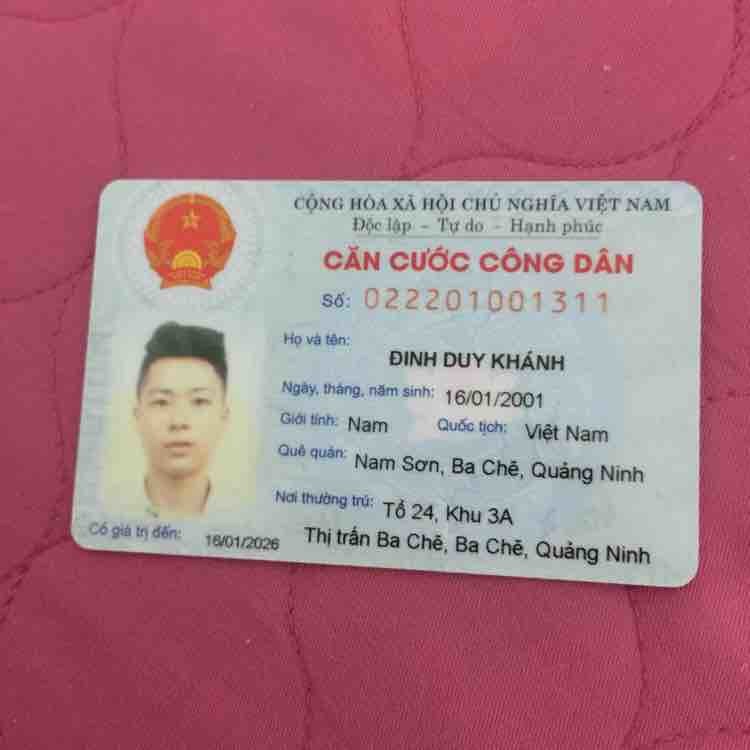 CỘNG HÒA XÃ HỘI CHỦ NGHĨA VIỆT NAM
Độc lập - Tự do - Hạnh phúc
CĂN CƯỚC CÔNG DÂN
Số: 022201001311
Họ và tên:
ĐINH DUY KHÁNH
Ngày, tháng, năm sinh: 16/01/2001
Giới tính: Nam Quốc tịch: Việt Nam
Quê quán: Nam Sơn, Ba Chẽ, Quảng Ninh
Nơi thường trú: Tổ 24, Khu 3A
Thị trấn Ba Chẽ, Ba Chẽ, Quảng Ninh
Có giá trị đến: 16/01/2026